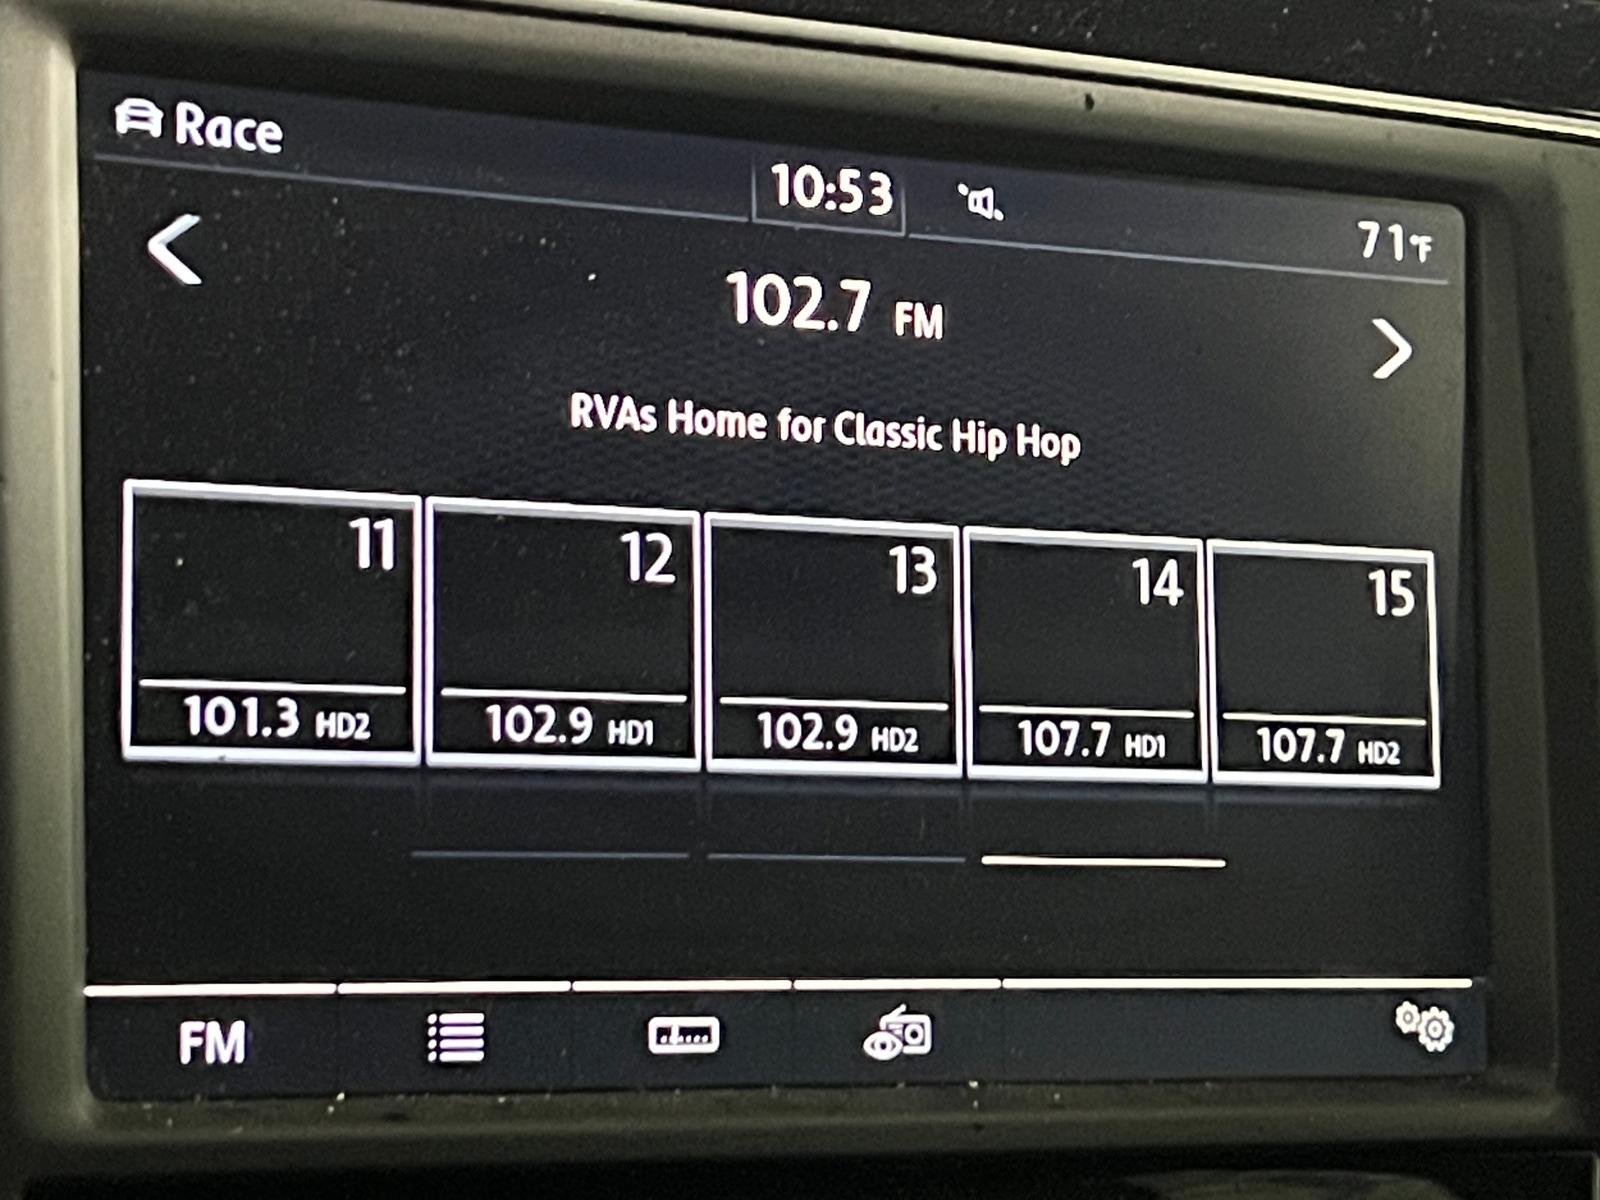 Race
10:53
71°F
102.7 FM
RVAs Home for Classic Hip Hop
11
12
13
14
15
101.3 HD2
102.9 HD1
102.9 HD2
107.7 HD1
107.7 HD2
FM